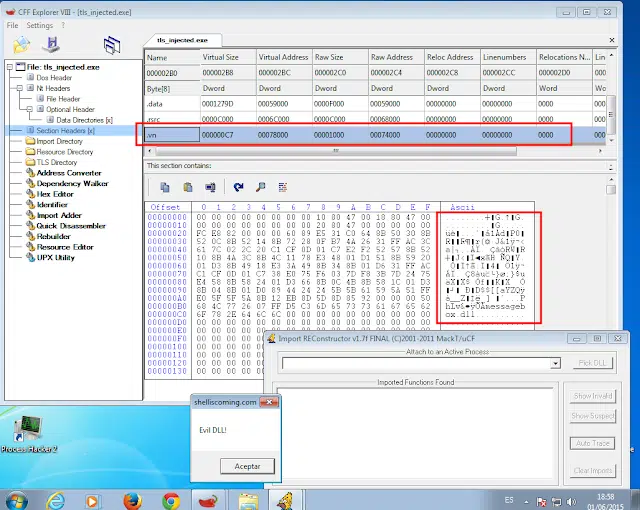 CFF Explorer VIII - [tls_injected.exe]
File Settings ?
tls_injected.exe
File: tls_injected.exe
Dos Header
Nt Headers
File Header
Optional Header
Data Directories [x]
Section Headers [x]
Import Directory
Resource Directory
TLS Directory
Address Converter
Dependency Walker
Hex Editor
Identifier
Import Adder
Quick Disassembler
Rebuilder
Resource Editor
UPX Utility
Name Virtual Size Virtual Address Raw Size Raw Address Reloc Address Linenumbers Relocations N... Linen
000002B0 000002B8 000002BC 000002C0 000002C4 000002C8 000002CC 000002D0 0000
Byte[8] Dword Dword Dword Dword Dword Dword Word Word
.data 0001279D 00059000 0000F000 00059000 00000000 00000000 0000 0000
.rsrc 0000C000 0006C000 0000C000 00068000 00000000 00000000 0000 0000
.vn 000000C7 00078000 00001000 00074000 00000000 00000000 0000 0000
This section contains:
Offset 0 1 2 3 4 5 6 7 8 9 A B C D E F Ascii
00000000 00 00 00 00 00 00 00 00 10 00 47 00 18 80 47 00
00000010 00 00 00 00 00 00 00 00 20 80 47 00 00 00 00 00
00000020 FC E8 82 00 00 00 60 89 E5 31 C0 64 8B 50 30 8B
00000030 52 0C 8B 52 14 8B 72 28 0F B7 4A 26 31 FF AC 3C
00000040 61 7C 02 2C 20 C1 CF 0D 01 C7 E2 F2 52 57 8B 52
00000050 10 8B 4A 3C 8B 4C 11 78 E3 48 01 D1 51 8B 59 20
00000060 01 D3 8B 49 18 E3 3A 49 8B 34 8B 01 D6 31 FF AC
00000070 C1 CF 0D 01 C7 38 E0 75 F6 03 7D F8 3B 7D 24 75
00000080 E4 58 8B 58 24 01 D3 66 8B 0C 4B 8B 58 1C 01 D3
00000090 8B 04 8B 01 D0 89 44 24 24 5B 5B 61 59 5A 51 FF
000000A0 E0 5F 5F 5A 8B 12 EB 8D 5D 8D 85 92 00 00 00 50
000000B0 68 4C 77 26 07 FF D5 C3 6D 65 73 73 61 67 65 62
000000C0 6F 78 2E 64 6C 6C 00 00 00 00 00 00 00 00 00 00
000000D0
000000E0
000000F0
00000100
00000110
00000120
00000130
Import REConstructor v1.7f FINAL (C)2001-2011 MackT/uCF
Attach to an Active Process
Pick DLL
Imported Functions Found
Show Invalid
Show Suspect
Auto Trace
Clear Imports
shelliscoming.com
Evil DLL!
Aceptar
Process Hacker 2
ES
18:58
01/06/2015